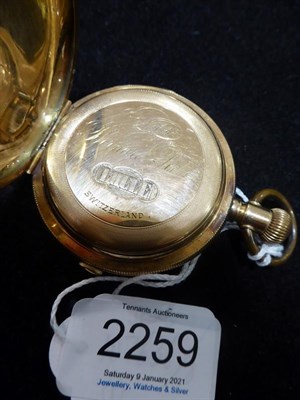 SWITZERLAND
Tennants Auctioneers
2259
Saturday 9 January 2021
Jewellery, Watches & Silver